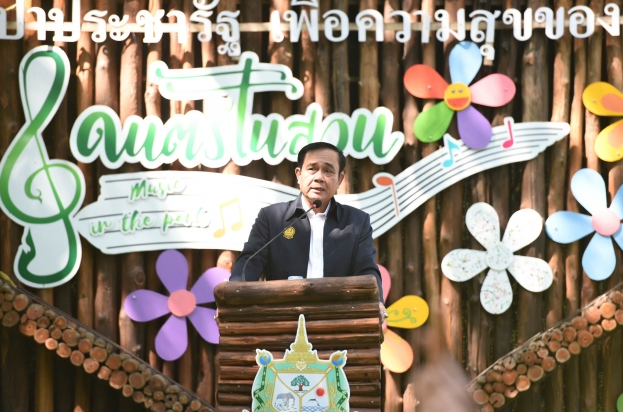 ประชารัฐ เพื่อความสุขของ
ดนตรีในสวน
Music
in the park